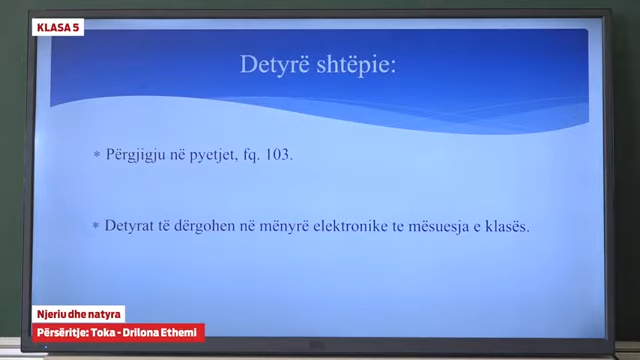 KLASA 5
Detyrë shtëpie:
* Përgjigju në pyetjet, fq. 103.
* Detyrat të dërgohen në mënyrë elektronike te mësuesja e klasës.
Njeriu dhe natyra
Përsëritje: Toka - Drilona Ethemi